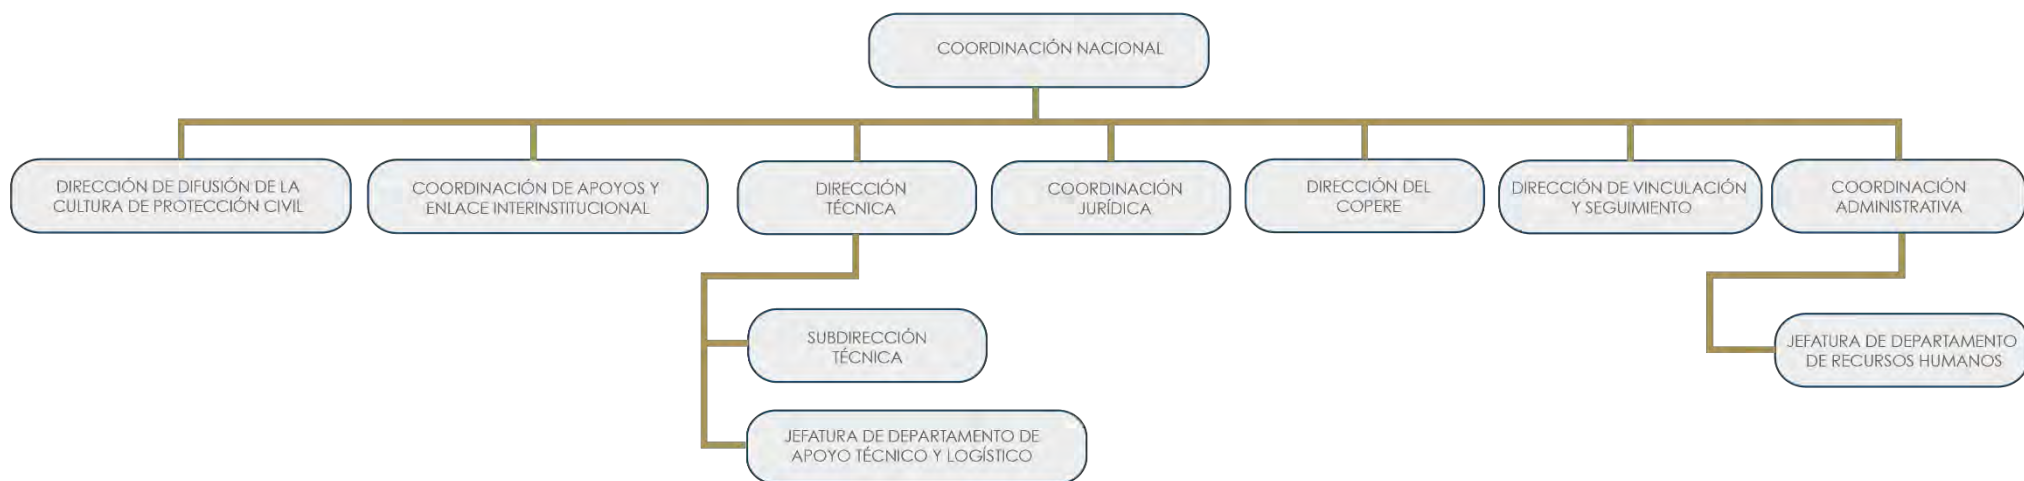 COORDINACIÓN NACIONAL
DIRECCIÓN DE DIFUSIÓN DE LA
CULTURA DE PROTECCIÓN CIVIL
COORDINACIÓN DE APOYOS Y
ENLACE INTERINSTITUCIONAL
DIRECCIÓN
TÉCNICA
COORDINACIÓN
JURÍDICA
DIRECCIÓN DEL
COPERE
DIRECCIÓN DE VINCULACIÓN
Y SEGUIMIENTO
COORDINACIÓN
ADMINISTRATIVA
SUBDIRECCIÓN
TÉCNICA
JEFATURA DE DEPARTAMENTO
DE RECURSOS HUMANOS
JEFATURA DE DEPARTAMENTO DE
APOYO TÉCNICO Y LOGÍSTICO